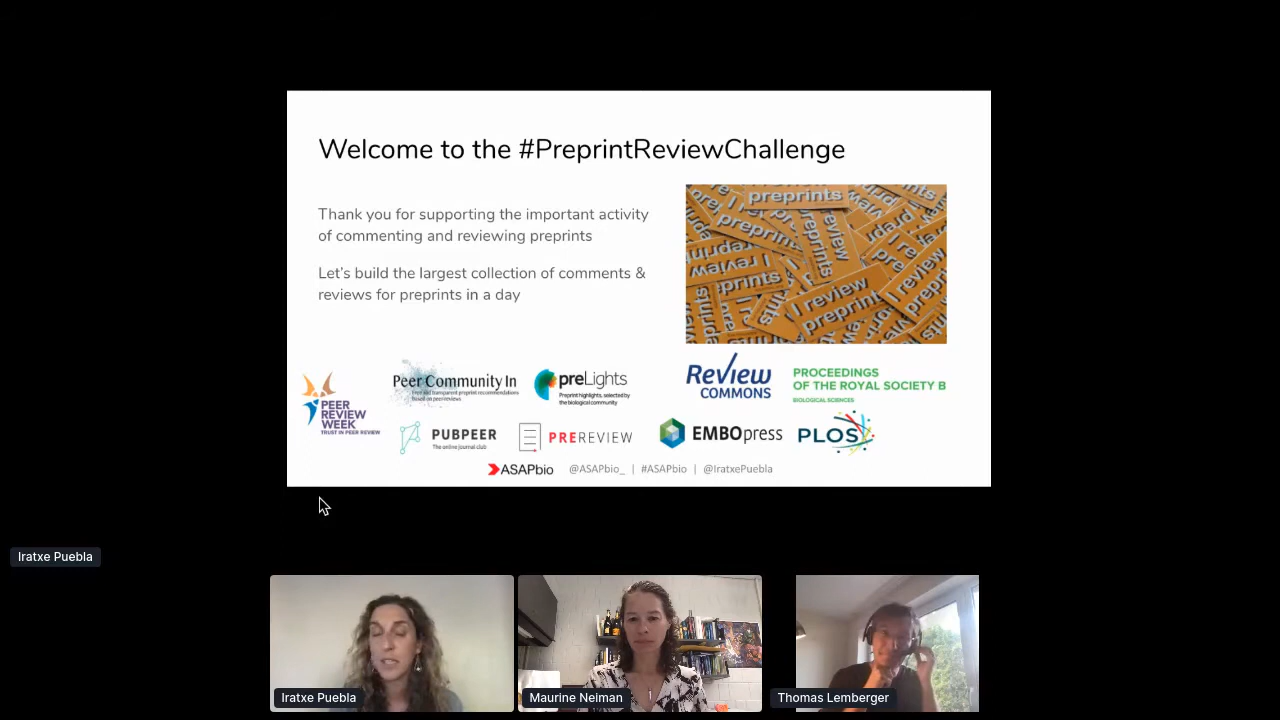 Welcome to the #PreprintReviewChallenge
Thank you for supporting the important activity
of commenting and reviewing preprints
Let's build the largest collection of comments &
reviews for preprints in a day
preprints
I review
preprints
PEER
REVIEW
WEEK
TRUST IN PEER REVIEW
Peer Community In
Free and transparent preprint recommendations
based on peer-reviews
preLights
Preprint highlights, selected by
the biological community
Review
COMMONS
PROCEEDINGS
OF THE ROYAL SOCIETY B
BIOLOGICAL SCIENCES
PUBPEER
The online journal club
PREREVIEW
EMBOpress
PLOS
ASAPbio
@ASAPbio_ | #ASAPbio | @IratxePuebla
Iratxe Puebla
Iratxe Puebla
Maurine Neiman
Thomas Lemberger